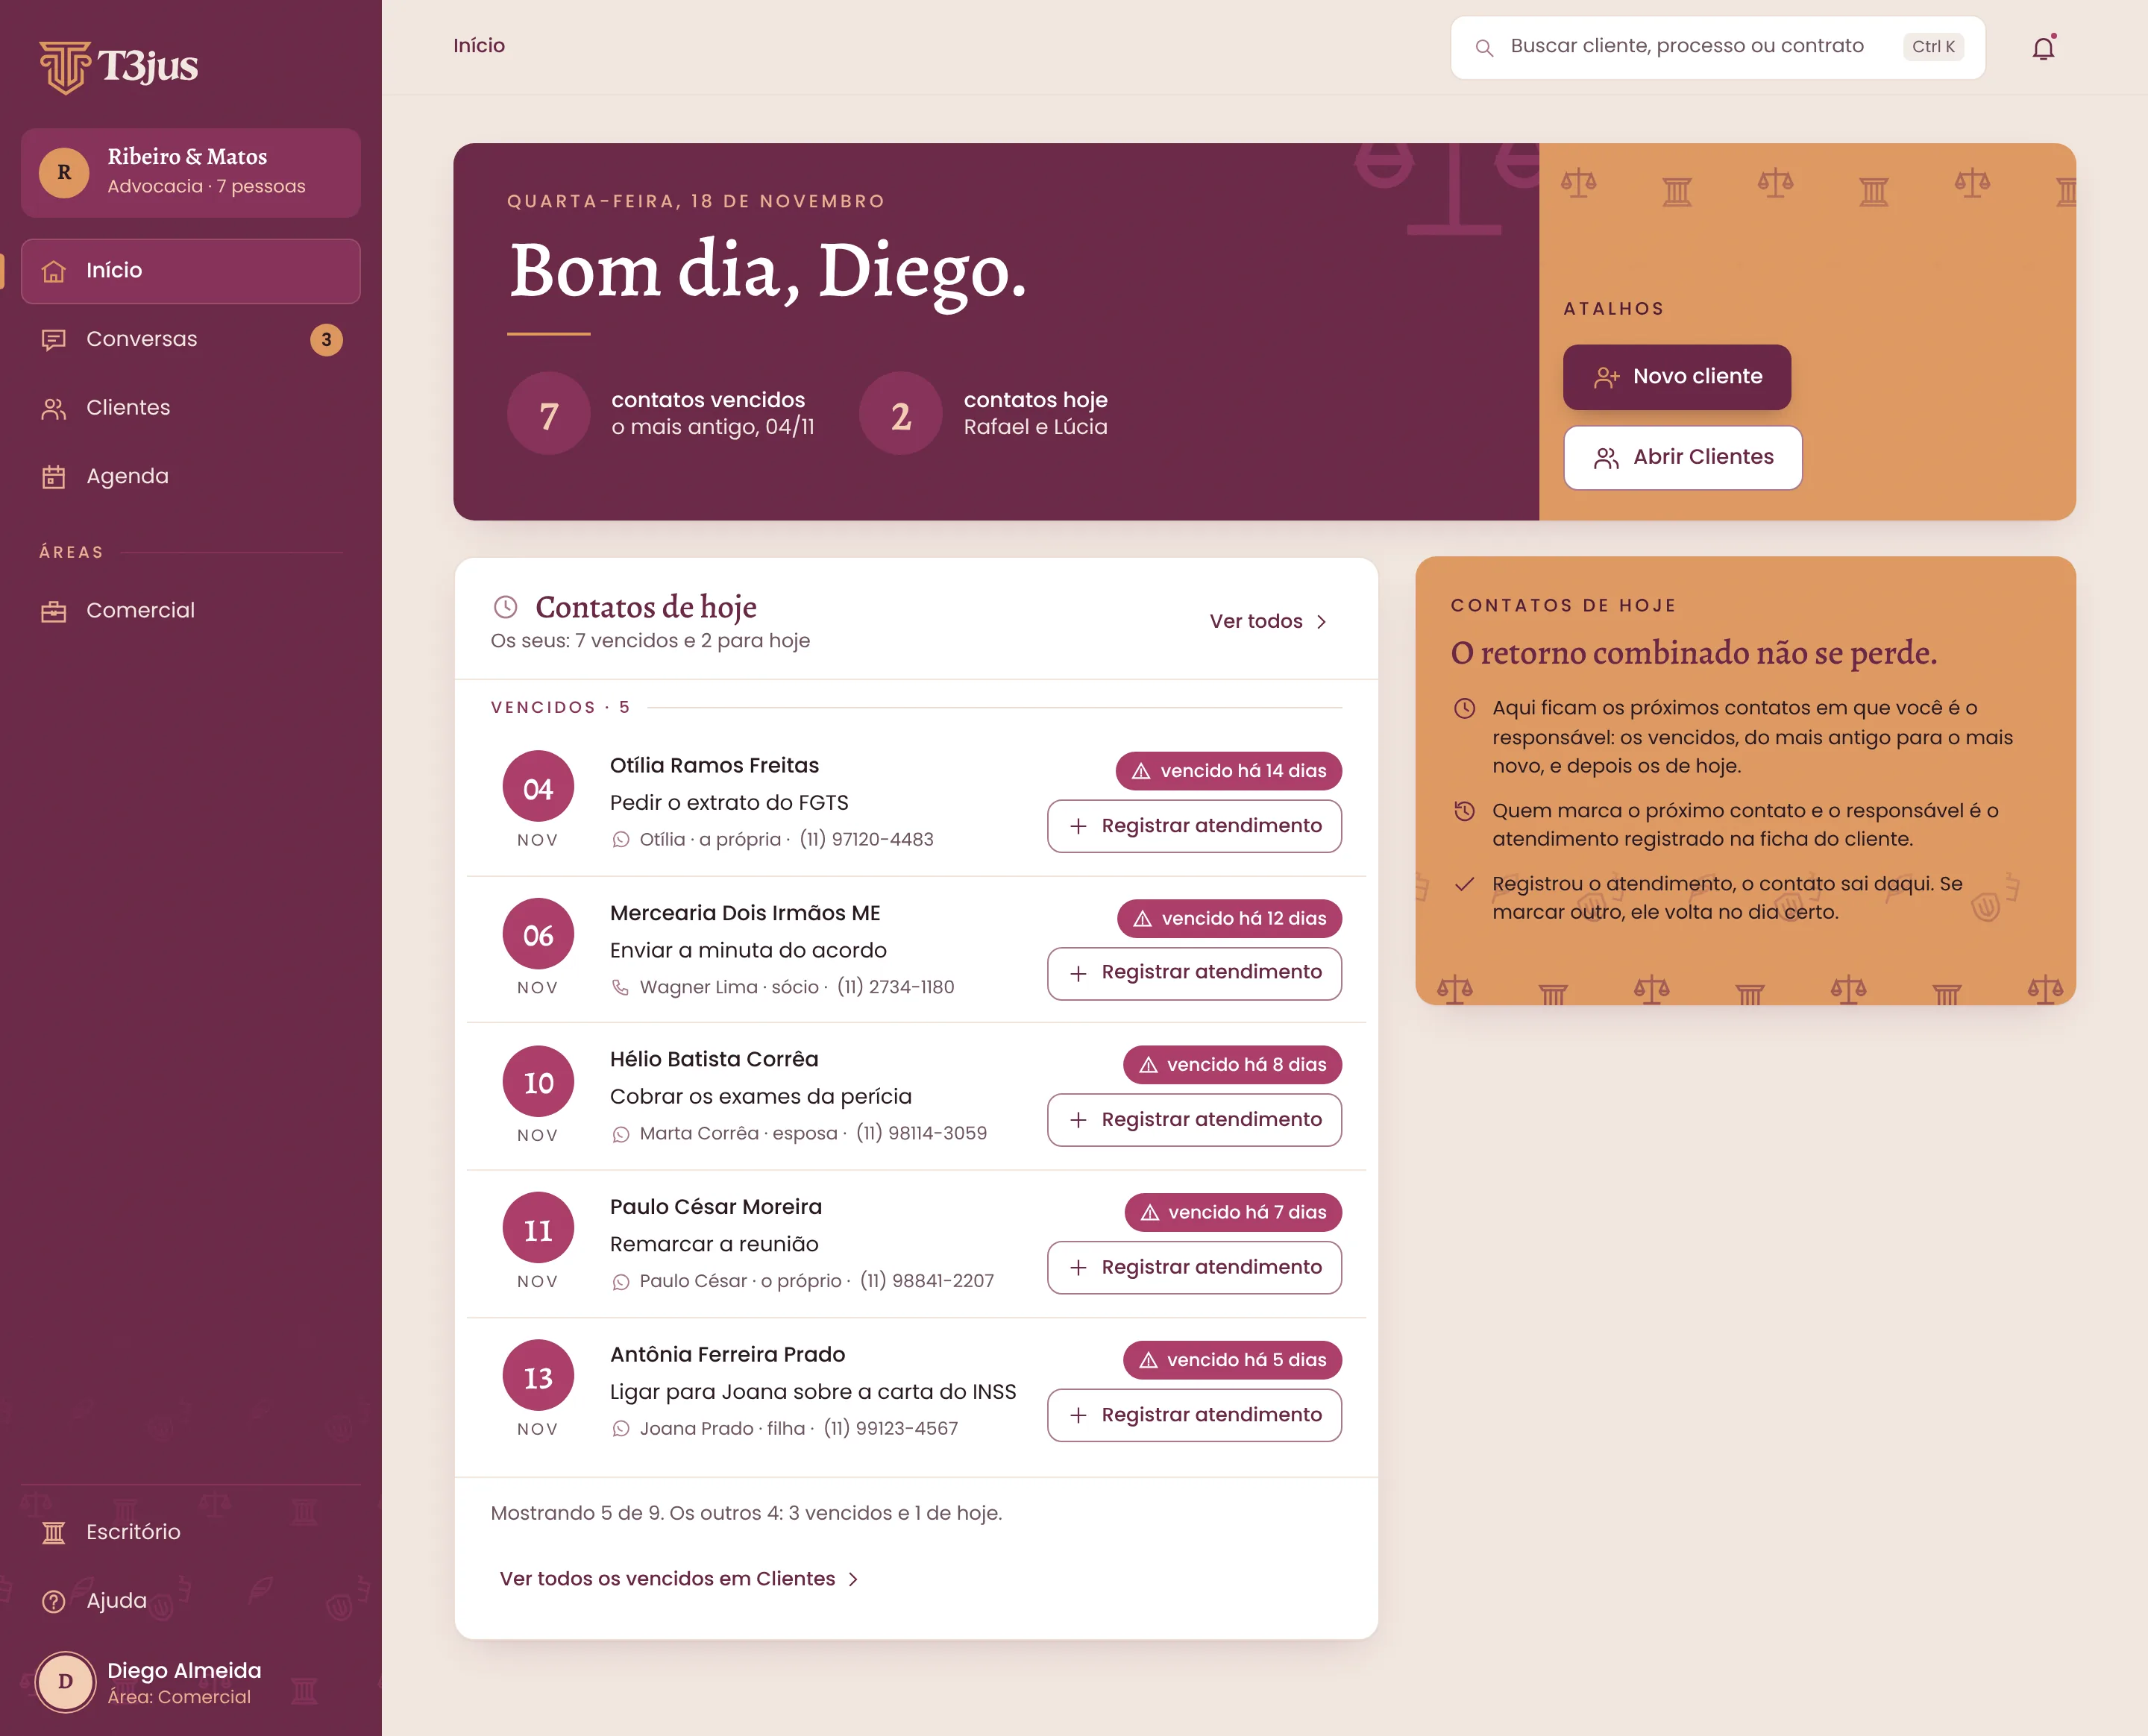 T3jus
R
Ribeiro & Matos
Advocacia · 7 pessoas
Início
Conversas
3
Clientes
Agenda
ÁREAS
Comercial
Escritório
Ajuda
D
Diego Almeida
Área: Comercial
Início
Buscar cliente, processo ou contrato
Ctrl K
QUARTA-FEIRA, 18 DE NOVEMBRO
Bom dia, Diego.
7
contatos vencidos
o mais antigo, 04/11
2
contatos hoje
Rafael e Lúcia
ATALHOS
Novo cliente
Abrir Clientes
Contatos de hoje
Os seus: 7 vencidos e 2 para hoje
Ver todos
VENCIDOS · 5
04
NOV
Otília Ramos Freitas
Pedir o extrato do FGTS
Otília · a própria · (11) 97120-4483
vencido há 14 dias
Registrar atendimento
06
NOV
Mercearia Dois Irmãos ME
Enviar a minuta do acordo
Wagner Lima · sócio · (11) 2734-1180
vencido há 12 dias
Registrar atendimento
10
NOV
Hélio Batista Corrêa
Cobrar os exames da perícia
Marta Corrêa · esposa · (11) 98114-3059
vencido há 8 dias
Registrar atendimento
11
NOV
Paulo César Moreira
Remarcar a reunião
Paulo César · o próprio · (11) 98841-2207
vencido há 7 dias
Registrar atendimento
13
NOV
Antônia Ferreira Prado
Ligar para Joana sobre a carta do INSS
Joana Prado · filha · (11) 99123-4567
vencido há 5 dias
Registrar atendimento
Mostrando 5 de 9. Os outros 4: 3 vencidos e 1 de hoje.
Ver todos os vencidos em Clientes
CONTATOS DE HOJE
O retorno combinado não se perde.
Aqui ficam os próximos contatos em que você é o
responsável: os vencidos, do mais antigo para o mais
novo, e depois os de hoje.
Quem marca o próximo contato e o responsável é o
atendimento registrado na ficha do cliente.
Registrou o atendimento, o contato sai daqui. Se
marcar outro, ele volta no dia certo.